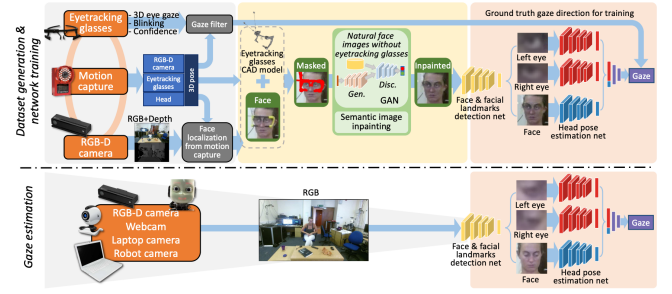 Dataset generation &
network training
Eyetracking
glasses
- 3D eye gaze
- Blinking
- Confidence
Gaze filter
Motion
capture
RGB-D
camera
Eyetracking
glasses
Head
3D pose
RGB-D
camera
RGB+Depth
Face
localization
from motion
capture
Eyetracking
glasses
CAD model
Face
Masked
Natural face
images without
eyetracking glasses
Gen.
Disc.
GAN
Semantic image
inpainting
Inpainted
Face & facial
landmarks
detection net
Ground truth gaze direction for training
Left eye
Right eye
Face
Head pose
estimation net
Gaze
Gaze estimation
RGB-D camera
Webcam
Laptop camera
Robot camera
RGB
Face & facial
landmarks
detection net
Left eye
Right eye
Face
Head pose
estimation net
Gaze